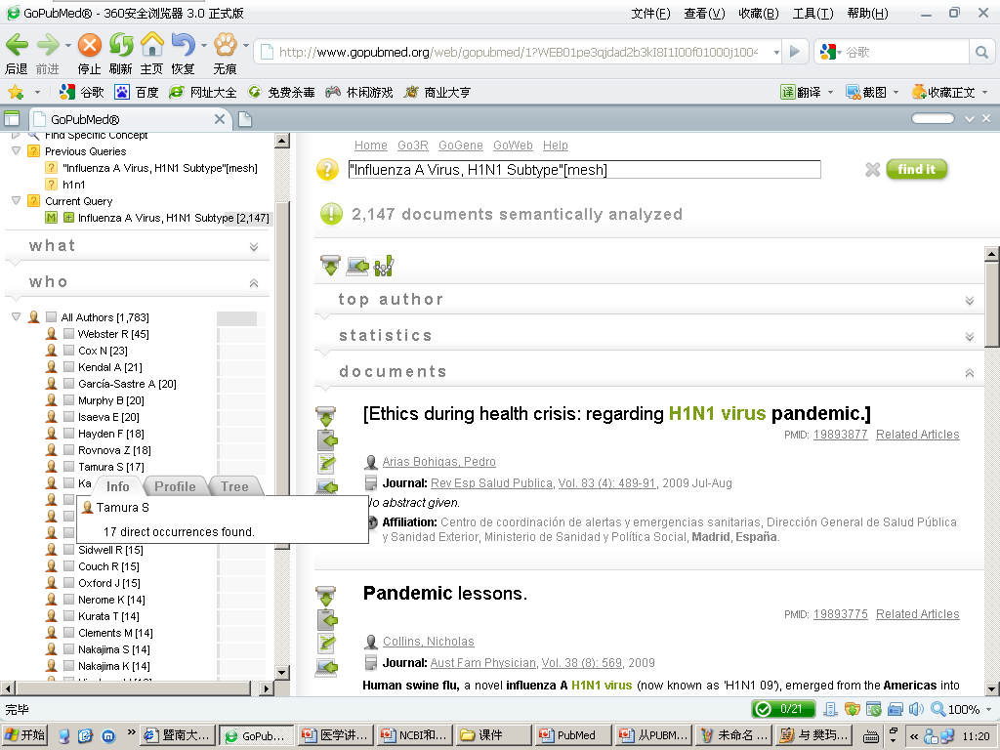 GoPubMed® - 360安全浏览器 3.0 正式版
文件(F) 查看(V) 收藏(B) 工具(T) 帮助(H)
后退 前进 停止 刷新 主页 恢复 无痕
谷歌
谷歌 百度 网址大全 免费杀毒 休闲游戏 商业大亨 翻译 截图 收藏正文
GoPubMed®
Find Specific Concept
Previous Queries
"Influenza A Virus, H1N1 Subtype"[mesh]
h1n1
Current Query
Influenza A Virus, H1N1 Subtype [2,147]
what
who
All Authors [1,783]
Webster R [45]
Cox N [23]
Kendal A [21]
García-Sastre A [20]
Murphy B [20]
Isaeva E [20]
Hayden F [18]
Rovnova Z [18]
Tamura S [17]
Ka
Info Profile Tree
Tamura S
17 direct occurrences found.
Sidwell R [15]
Couch R [15]
Oxford J [15]
Nerome K [14]
Kurata T [14]
Clements M [14]
Nakajima S [14]
Nakajima K [14]
Home Go3R GoGene GoWeb Help
"Influenza A Virus, H1N1 Subtype"[mesh]
find it
2,147 documents semantically analyzed
top author
statistics
documents
[Ethics during health crisis: regarding H1N1 virus pandemic.]
PMID: 19893877 Related Articles
Arias Bohigas, Pedro
Journal: Rev Esp Salud Publica, Vol. 83 (4): 489-91, 2009 Jul-Aug
No abstract given.
Affiliation: Centro de coordinación de alertas y emergencias sanitarias, Dirección General de Salud Pública
y Sanidad Exterior, Ministerio de Sanidad y Política Social, Madrid, España.
Pandemic lessons.
PMID: 19893775 Related Articles
Collins, Nicholas
Journal: Aust Fam Physician, Vol. 38 (8): 569, 2009
Human swine flu, a novel influenza A H1N1 virus (now known as 'H1N1 09'), emerged from the Americas into
完毕
0/21
100%
开始 暨南大... GoPub... 医学讲... NCBI和... 课件 PubMed 从PUBM... 未命名 ... 与 樊玙...
11:20